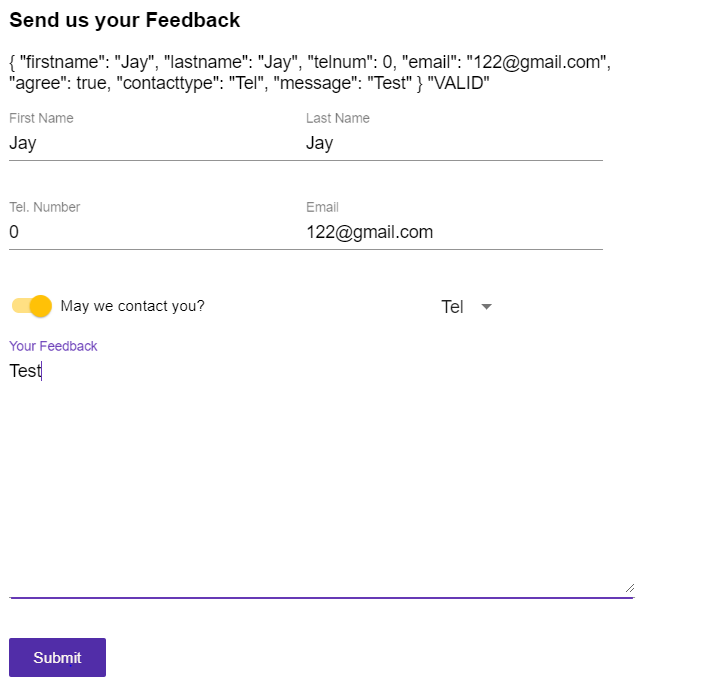 Send us your Feedback
{ "firstname": "Jay", "lastname": "Jay", "telnum": 0, "email": "122@gmail.com",
"agree": true, "contacttype": "Tel", "message": "Test" } "VALID"
First Name Last Name
Jay Jay
Tel. Number Email
0 122@gmail.com
May we contact you? Tel
Your Feedback
Test
Submit